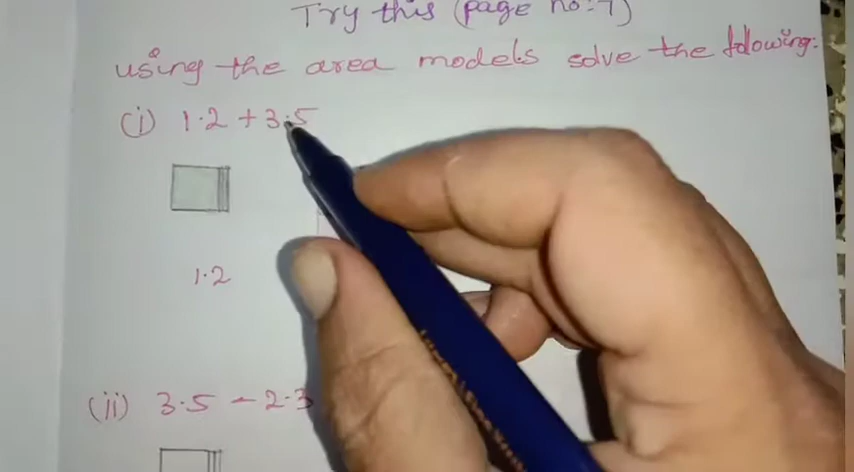 Try this (page no:7)
using the area models solve the folowing:
(i) 1.2 + 3.5
1.2
(ii) 3.5 - 2.3